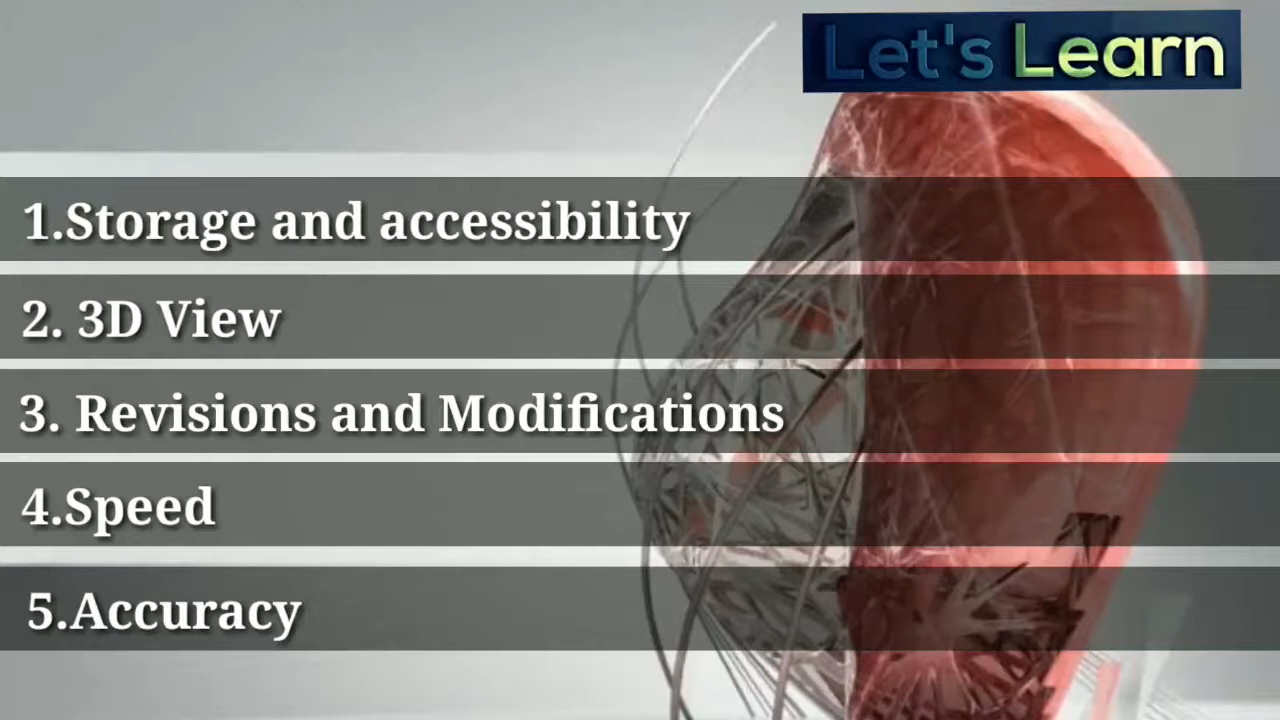 Let's Learn
1.Storage and accessibility
2. 3D View
3. Revisions and Modifications
4.Speed
5.Accuracy